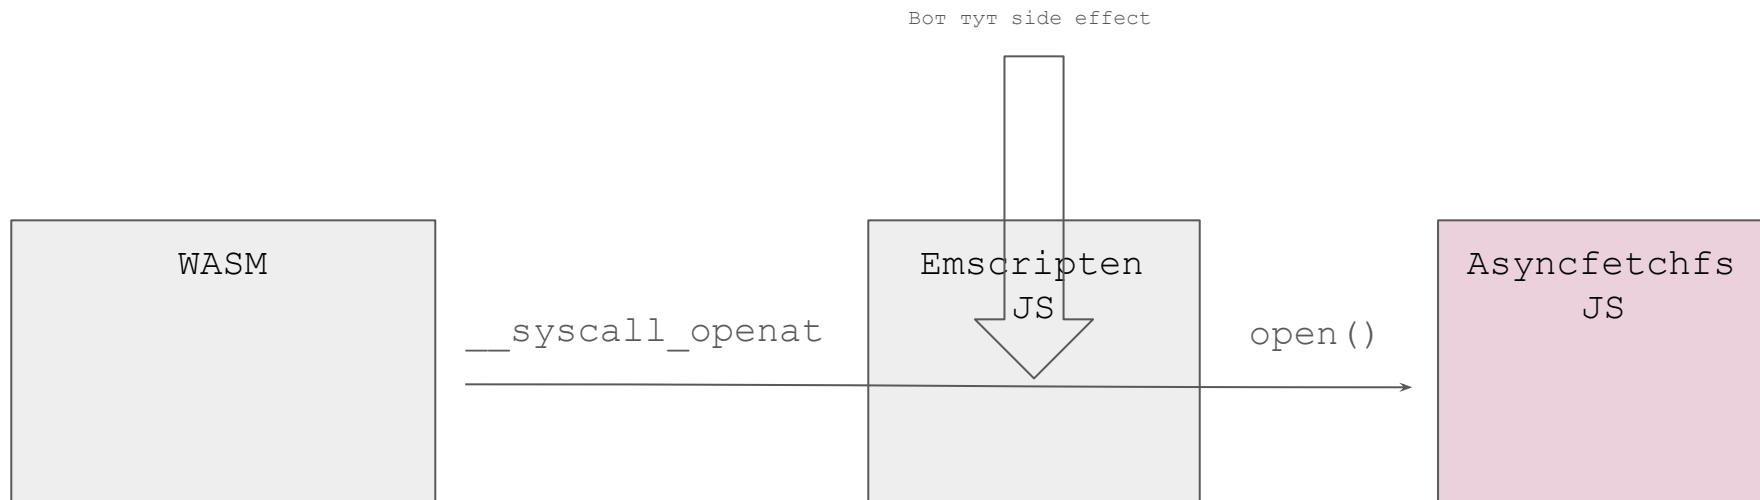 Вот тут side effect
WASM
Emscripten
JS
Asyncfetchfs
JS
__syscall_openat
open()